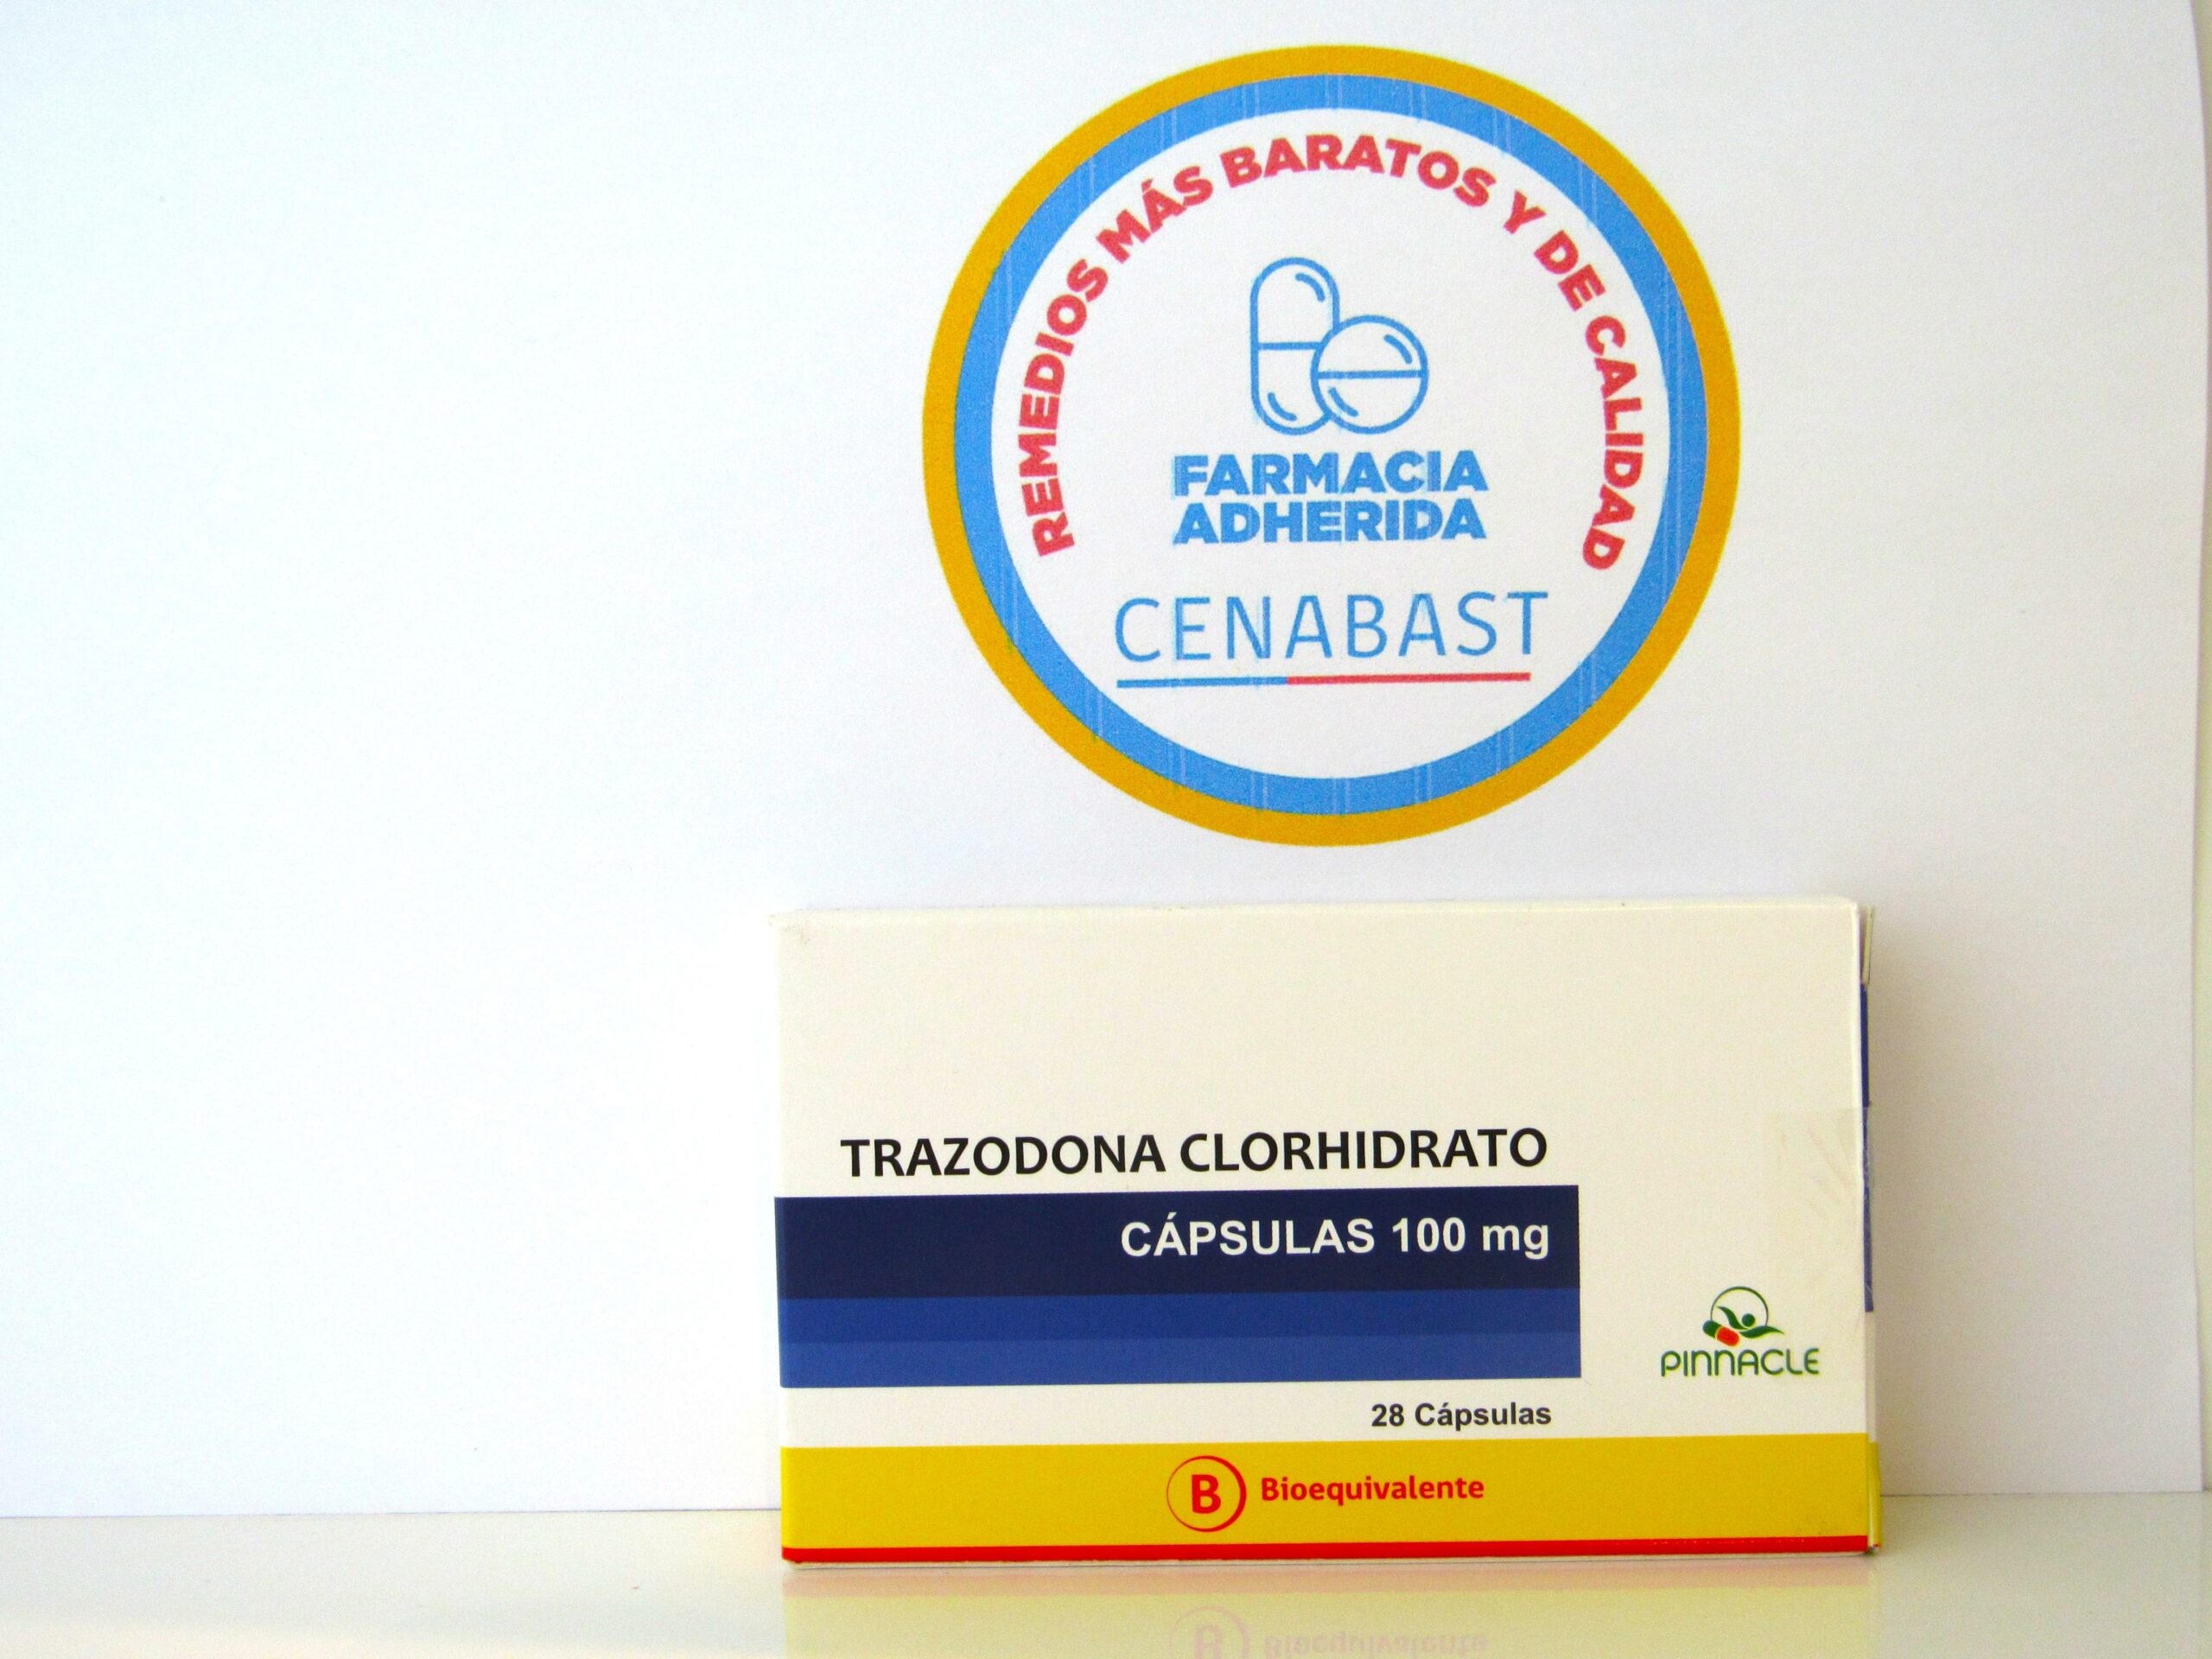 REMEDIOS MÁS BARATOS Y DE CALIDAD
FARMACIA
ADHERIDA
CENABAST
TRAZODONA CLORHIDRATO
CÁPSULAS 100 mg
PINNACLE
28 Cápsulas
B Bioequivalente